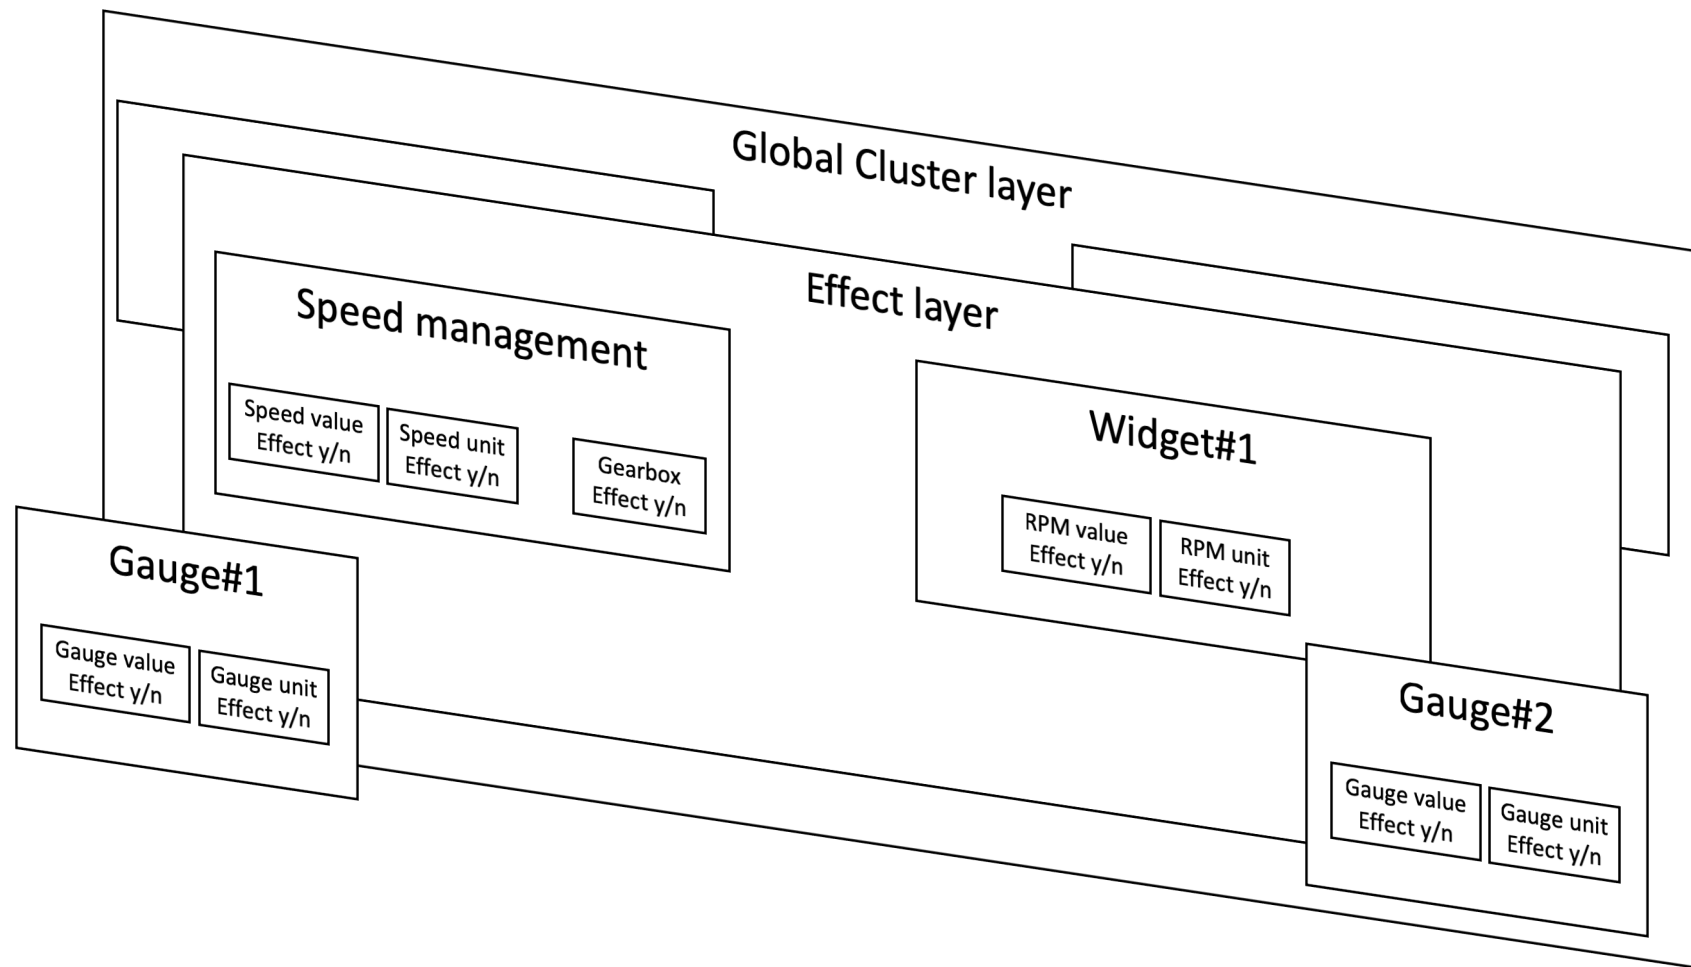 Global Cluster layer
Effect layer
Speed management
Speed value
Effect y/n
Speed unit
Effect y/n
Gearbox
Effect y/n
Widget#1
RPM value
Effect y/n
RPM unit
Effect y/n
Gauge#1
Gauge value
Effect y/n
Gauge unit
Effect y/n
Gauge#2
Gauge value
Effect y/n
Gauge unit
Effect y/n